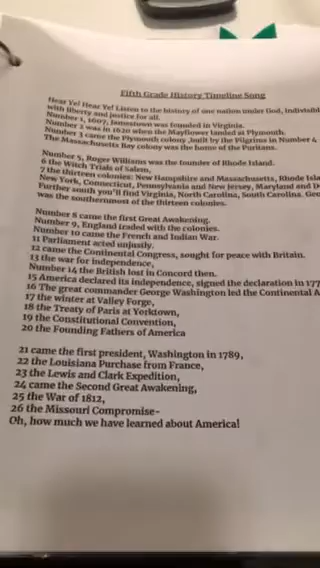 Fifth Grade History Timeline Song
Hear Ye! Hear Ye! Listen to the history of one nation under God, indivisible
with liberty and justice for all.
Number 1, 1607, Jamestown was founded in Virginia.
Number 2 was in 1620 when the Mayflower landed at Plymouth.
Number 3 came the Plymouth colony ,built by the Pilgrims in Number 4
The Massachusetts Bay colony was the home of the Puritans.
Number 5, Roger Williams was the founder of Rhode Island.
6 the Witch Trials of Salem,
7 the thirteen colonies: New Hampshire and Massachusetts, Rhode
New York, Connecticut, Pennsylvania and New Jersey, Maryland and
Further south you'll find Virginia, North Carolina, South Carolina.
was the southernmost of the thirteen colonies.
Number 8 came the first Great Awakening.
Number 9, England traded with the colonies.
Number 10 came the French and Indian War.
11 Parliament acted unjustly.
12 came the Continental Congress, sought for peace with Britain.
13 the war for independence,
Number 14 the British lost in Concord then.
15 America declared its independence, signed the declaration in 177
16 The great commander George Washington led the Continental A
17 the winter at Valley Forge,
18 the Treaty of Paris at Yorktown,
19 the Constitutional Convention,
20 the Founding Fathers of America
21 came the first president, Washington in 1789,
22 the Louisiana Purchase from France,
23 the Lewis and Clark Expedition,
24 came the Second Great Awakening,
25 the War of 1812,
26 the Missouri Compromise-
Oh, how much we have learned about America!